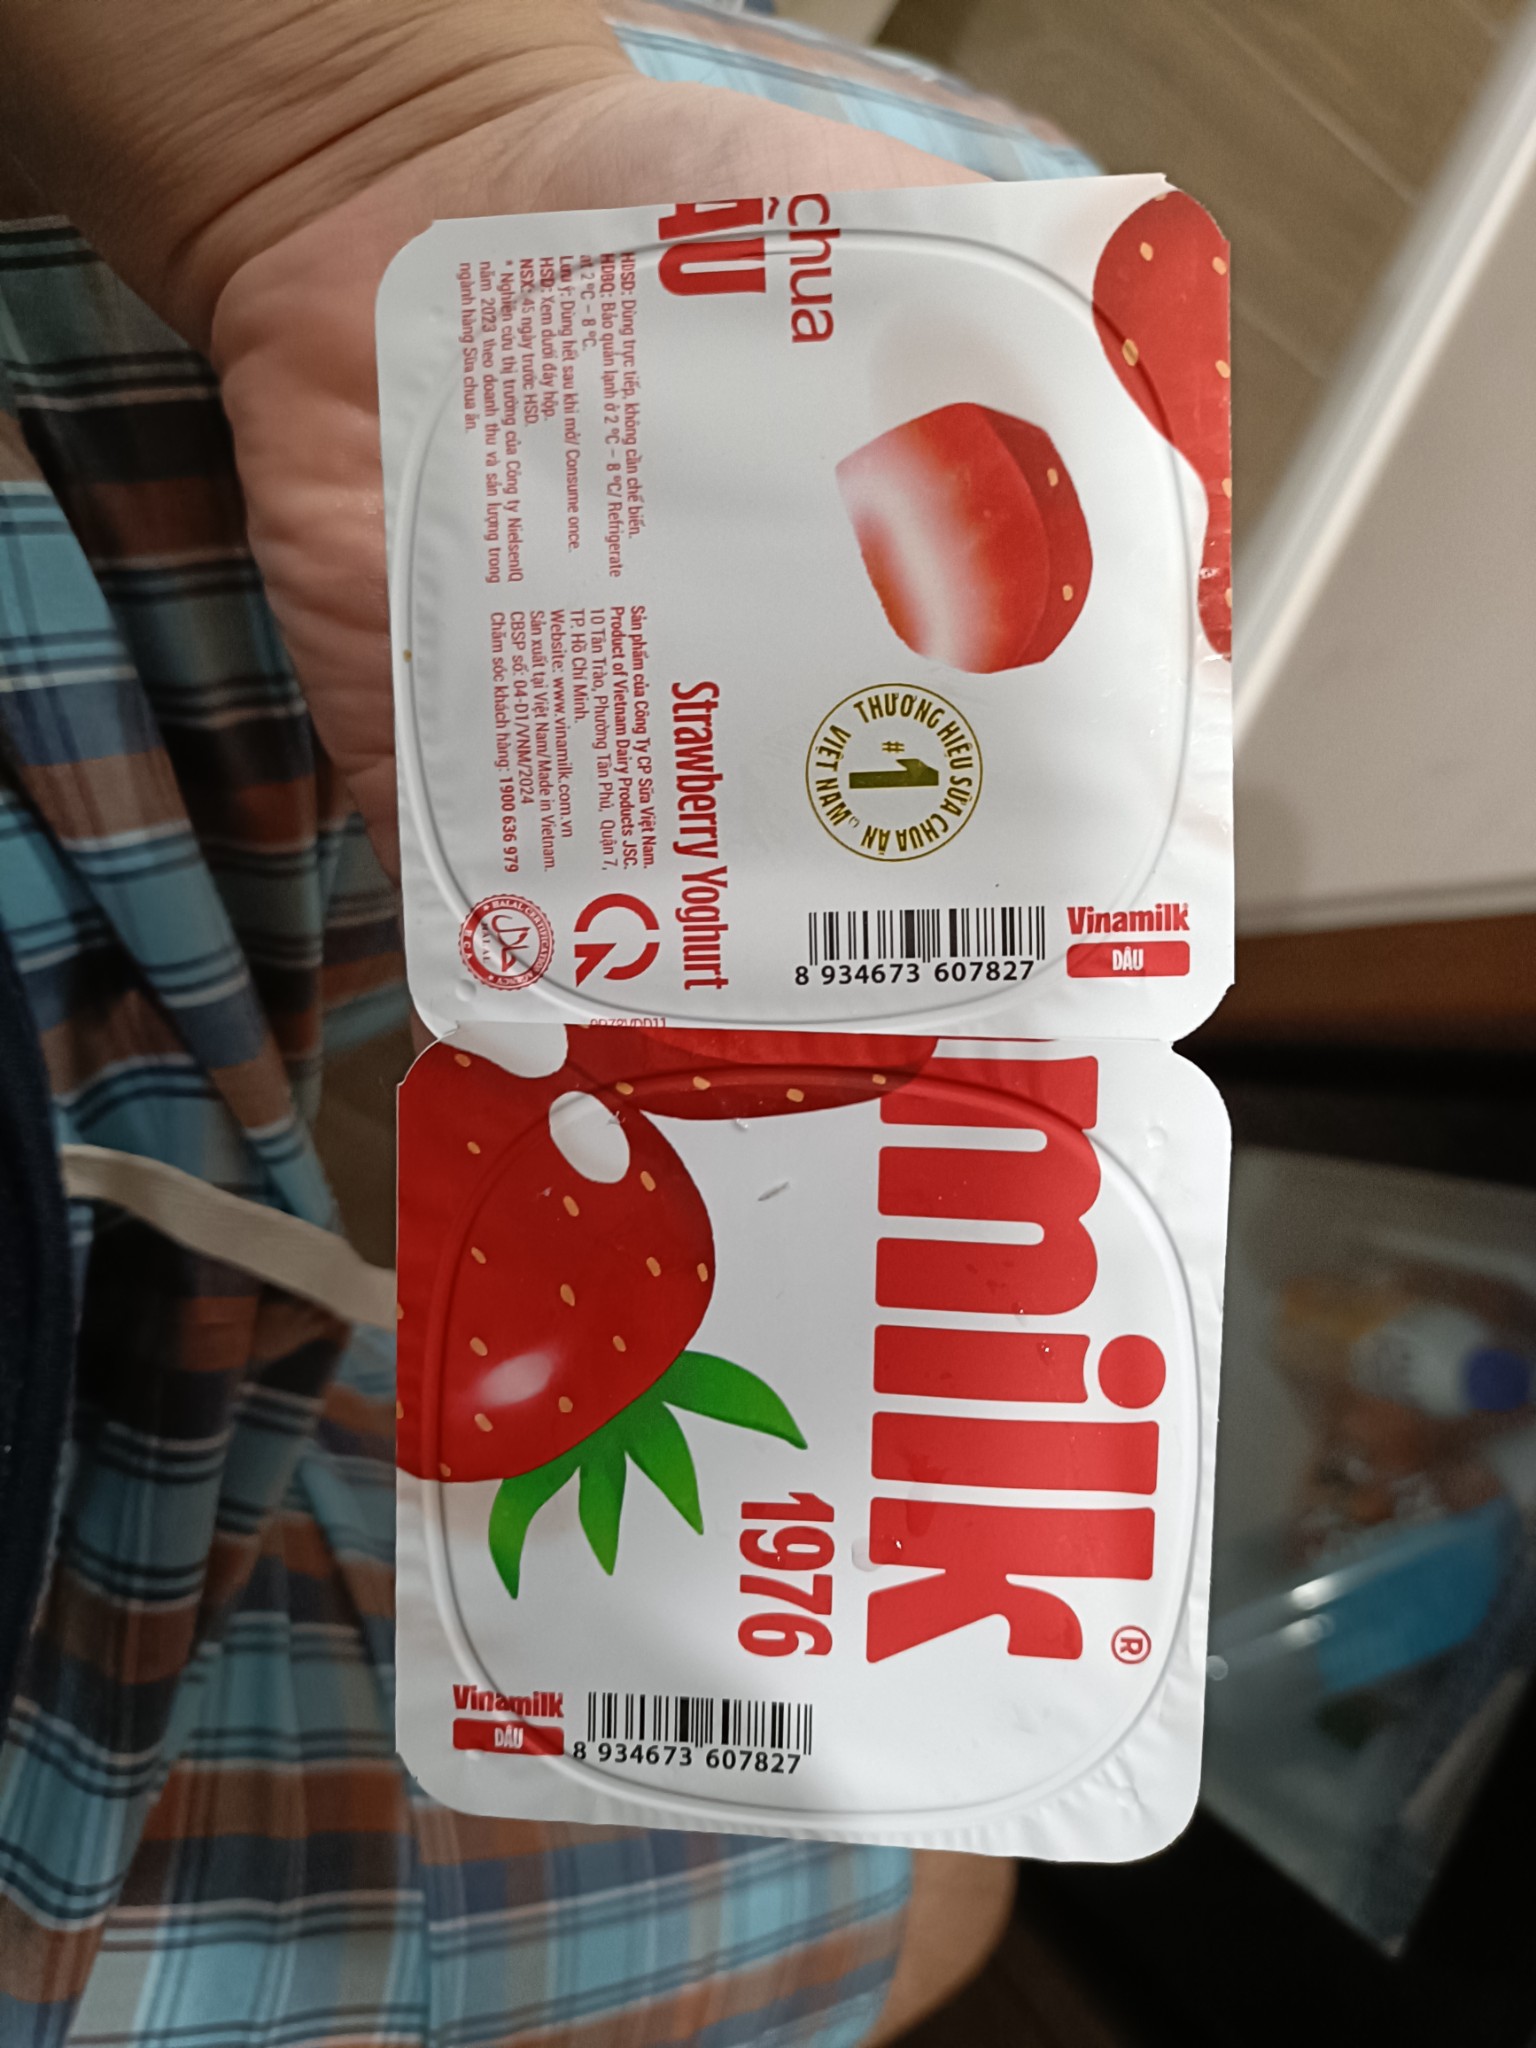 chua
ÂU
HDSD: Dùng trực tiếp, không cần chế biến.
HDBQ: Bảo quản lạnh ở 2 °C – 8 °C/ Refrigerate
at 2 °C – 8 °C.
Lưu ý: Dùng hết sau khi mở/ Consume once.
HSD: Xem dưới đáy hộp.
NSX: 45 ngày trước HSD.
* Nghiên cứu thị trường của Công ty NielsenIQ
năm 2023 theo doanh thu và sản lượng trong
ngành hàng Sữa chua ăn.
THƯƠNG HIỆU SỮA CHUA ĂN
#1
VIỆT NAM
Strawberry Yoghurt
Sản phẩm của Công Ty CP Sữa Việt Nam.
Product of Vietnam Dairy Products JSC.
10 Tân Trào, Phường Tân Phú, Quận 7,
TP. Hồ Chí Minh.
Website: www.vinamilk.com.vn
Sản xuất tại Việt Nam/ Made in Vietnam.
CBSP số: 04-D1/VNM/2024
Chăm sóc khách hàng: 1900 636 979
HALAL CERTIFICATION AGENCY
حلال
HALAL
HCA
Vinamilk
DÂU
8 934673 607827
milk®
1976
Vinamilk
DÂU
8 934673 607827